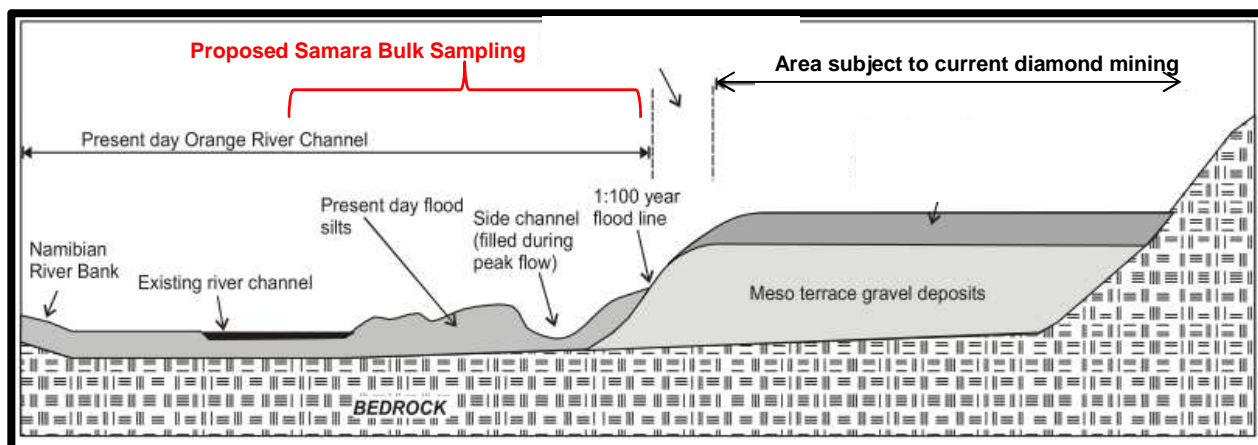 Proposed Samara Bulk Sampling
Area subject to current diamond mining
Present day Orange River Channel
Present day flood
silts
Side channel
(filled during
peak flow)
1:100 year
flood line
Namibian
River Bank
Existing river channel
Meso terrace gravel deposits
BEDROCK